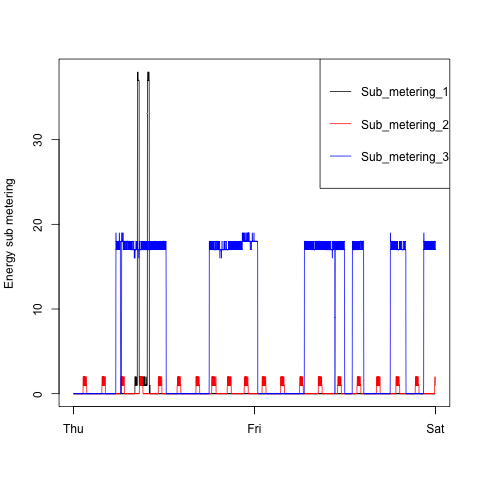 Sub_metering_1
Sub_metering_2
Sub_metering_3
Energy sub metering
30
20
10
0
Thu Fri Sat